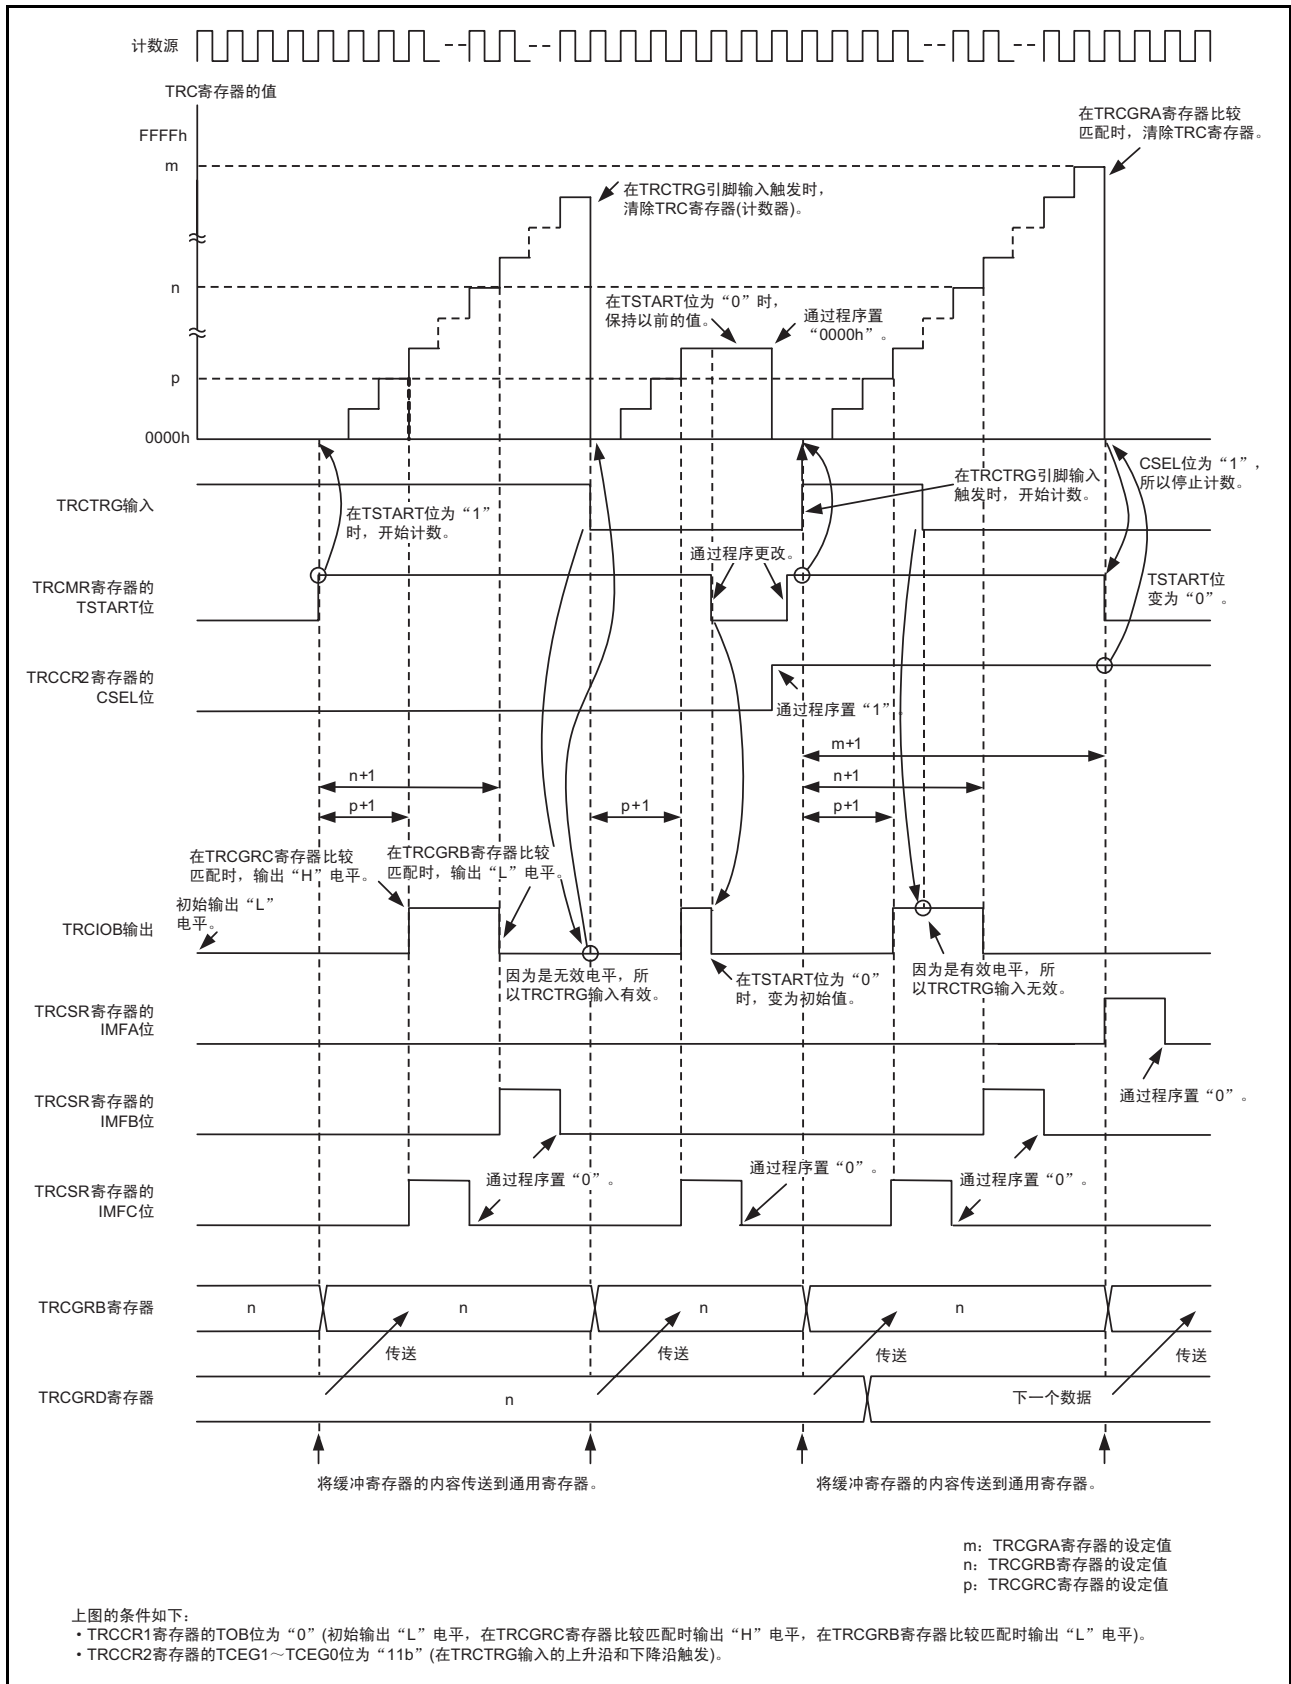 计数源
TRC寄存器的值
FFFFh
m
n
p
0000h
在TRCGRA寄存器比较
匹配时，清除TRC寄存器。
在TRCTRG引脚输入触发时，
清除TRC寄存器(计数器)。
在TSTART位为“0”时，
保持以前的值。
通过程序置
“0000h”。
TRCTRG输入
在TSTART位为“1”
时，开始计数。
在TRCTRG引脚输入
触发时，开始计数。
CSEL位为“1”，
所以停止计数。
通过程序更改。
TRCMR寄存器的
TSTART位
TSTART位
变为“0”。
TRCCR2寄存器的
CSEL位
通过程序置“1”。
m+1
n+1
n+1
p+1
p+1
p+1
在TRCGRC寄存器比较
匹配时，输出“H”电平。
在TRCGRB寄存器比较
匹配时，输出“L”电平。
初始输出“L”
电平。
TRCIOB输出
因为是无效电平，所
以TRCTRG输入有效。
在TSTART位为“0”
时，变为初始值。
因为是有效电平，所
以TRCTRG输入无效。
TRCSR寄存器的
IMFA位
通过程序置“0”。
TRCSR寄存器的
IMFB位
通过程序置“0”。
通过程序置“0”。
通过程序置“0”。
TRCSR寄存器的
IMFC位
TRCGRB寄存器
n
n
n
n
传送
传送
传送
传送
TRCGRD寄存器
n
下一个数据
将缓冲寄存器的内容传送到通用寄存器。
将缓冲寄存器的内容传送到通用寄存器。
m：TRCGRA寄存器的设定值
n：TRCGRB寄存器的设定值
p：TRCGRC寄存器的设定值
上图的条件如下：
・TRCCR1寄存器的TOB位为“0”(初始输出“L”电平，在TRCGRC寄存器比较匹配时输出“H”电平，在TRCGRB寄存器比较匹配时输出“L”电平)。
・TRCCR2寄存器的TCEG1～TCEG0位为“11b”(在TRCTRG输入的上升沿和下降沿触发)。